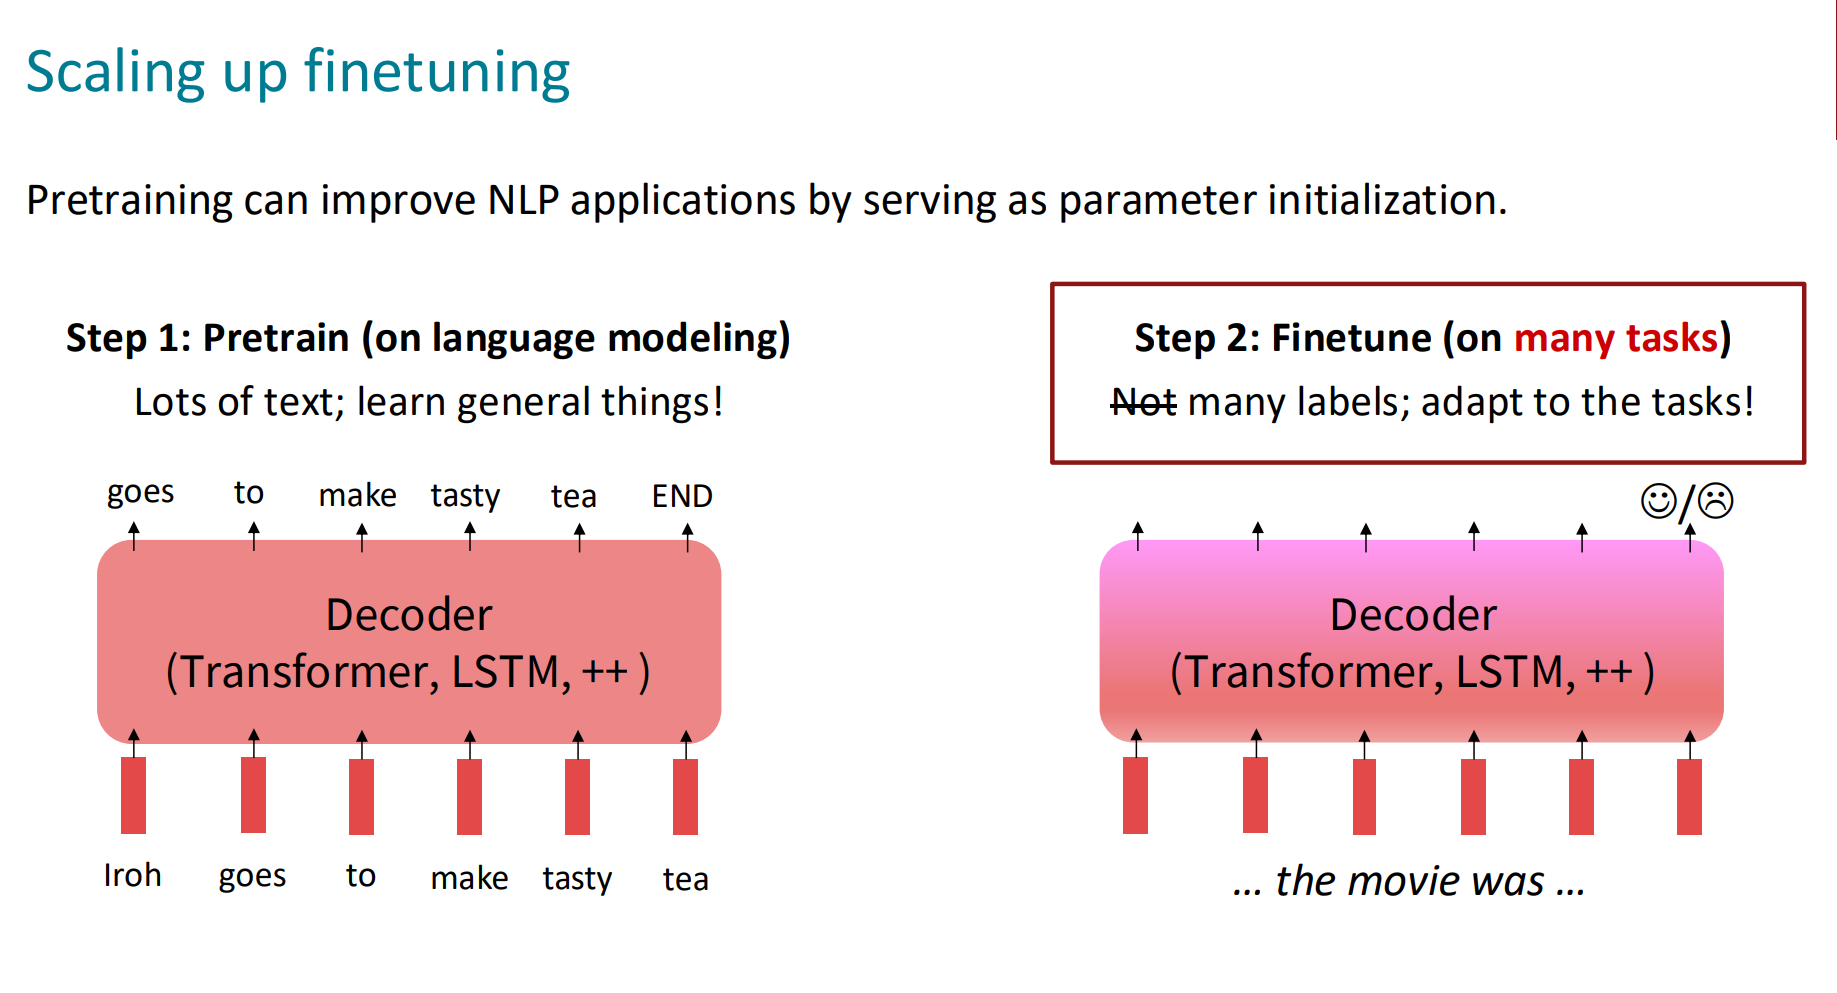 Scaling up finetuning
Pretraining can improve NLP applications by serving as parameter initialization.
Step 1: Pretrain (on language modeling)
Lots of text; learn general things!
goes to make tasty tea END
Decoder
(Transformer, LSTM, ++ )
Iroh goes to make tasty tea
Step 2: Finetune (on many tasks)
Not many labels; adapt to the tasks!
☺/☹
Decoder
(Transformer, LSTM, ++ )
… the movie was …